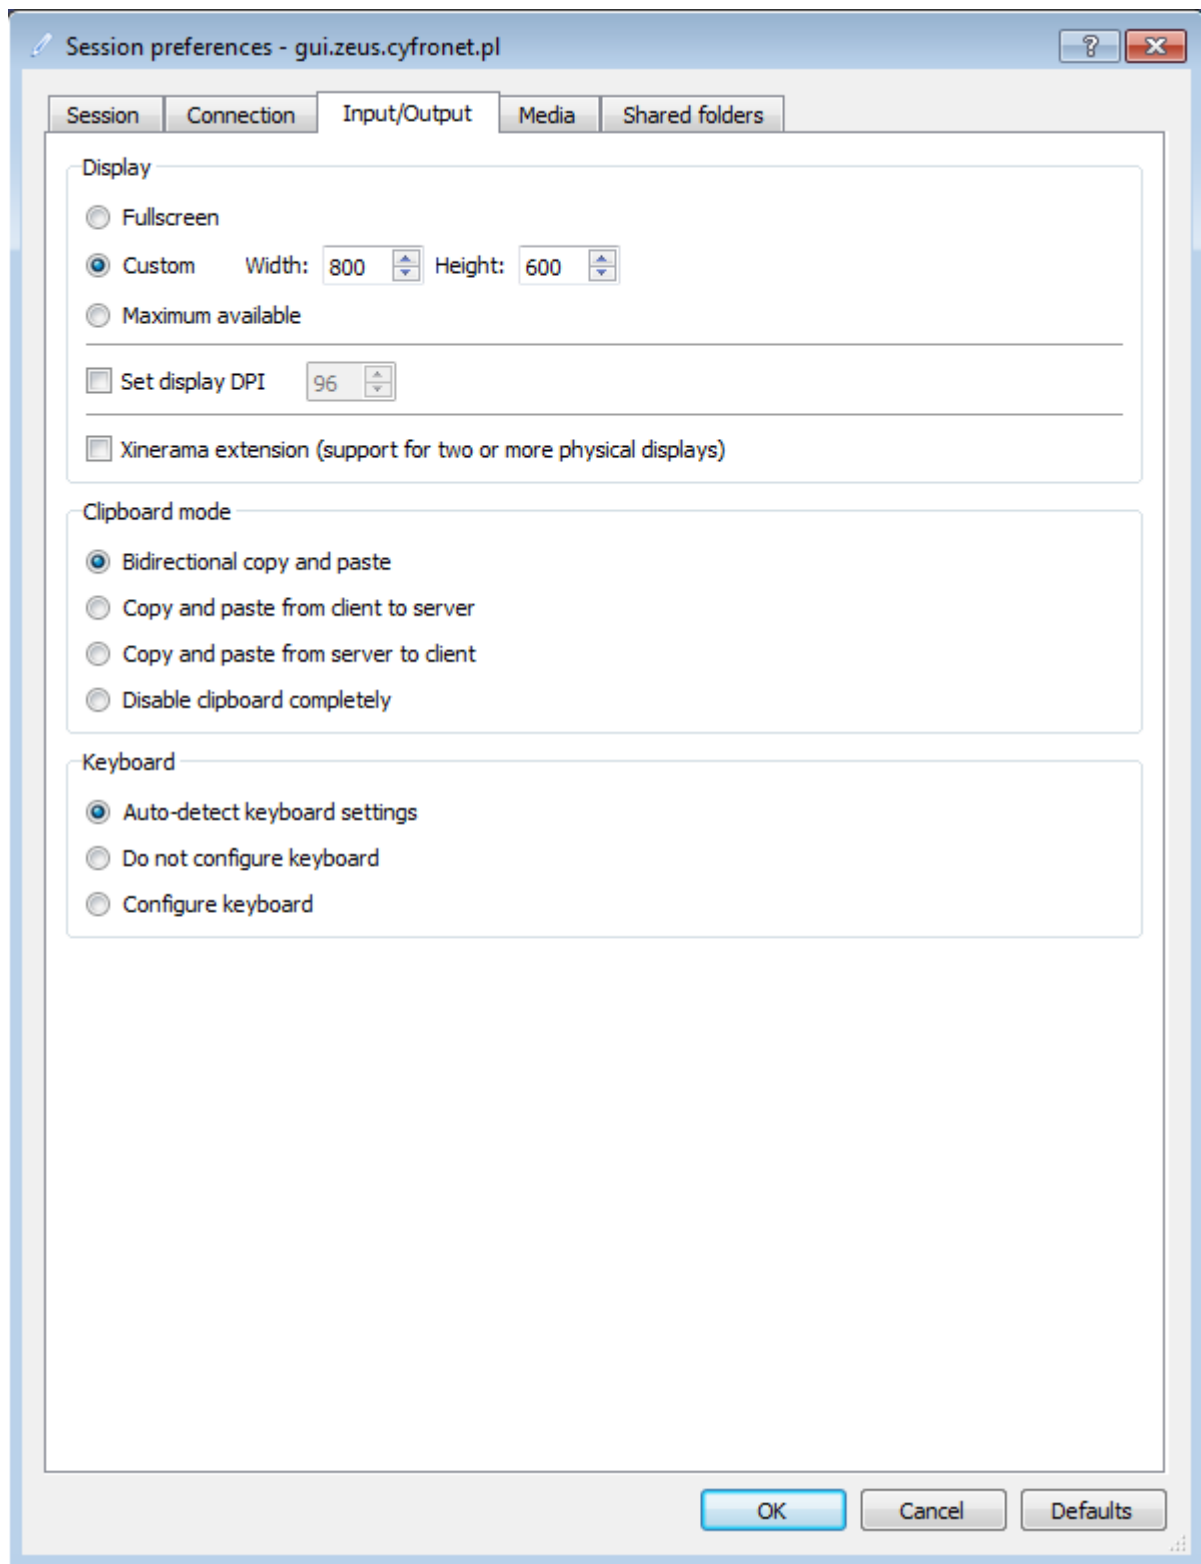 Session preferences - gui.zeus.cyfronet.pl ?
Session Connection Input/Output Media Shared folders
Display
Fullscreen
Custom Width: 800 Height: 600
Maximum available
Set display DPI 96
Xinerama extension (support for two or more physical displays)
Clipboard mode
Bidirectional copy and paste
Copy and paste from client to server
Copy and paste from server to client
Disable clipboard completely
Keyboard
Auto-detect keyboard settings
Do not configure keyboard
Configure keyboard
OK Cancel Defaults